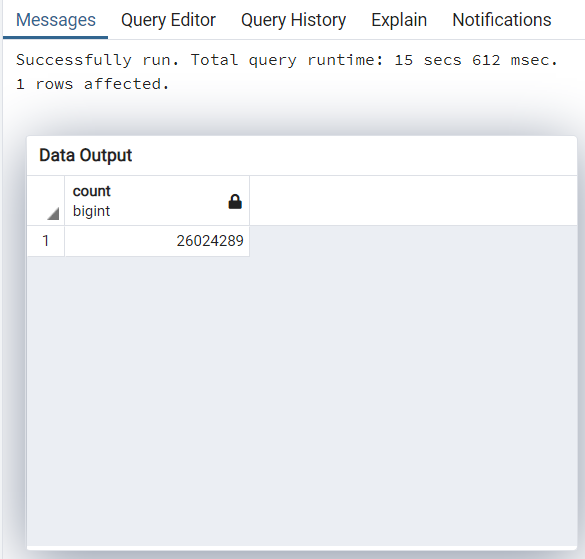 Messages Query Editor Query History Explain Notifications
Successfully run. Total query runtime: 15 secs 612 msec.
1 rows affected.
Data Output
count
bigint
1 26024289